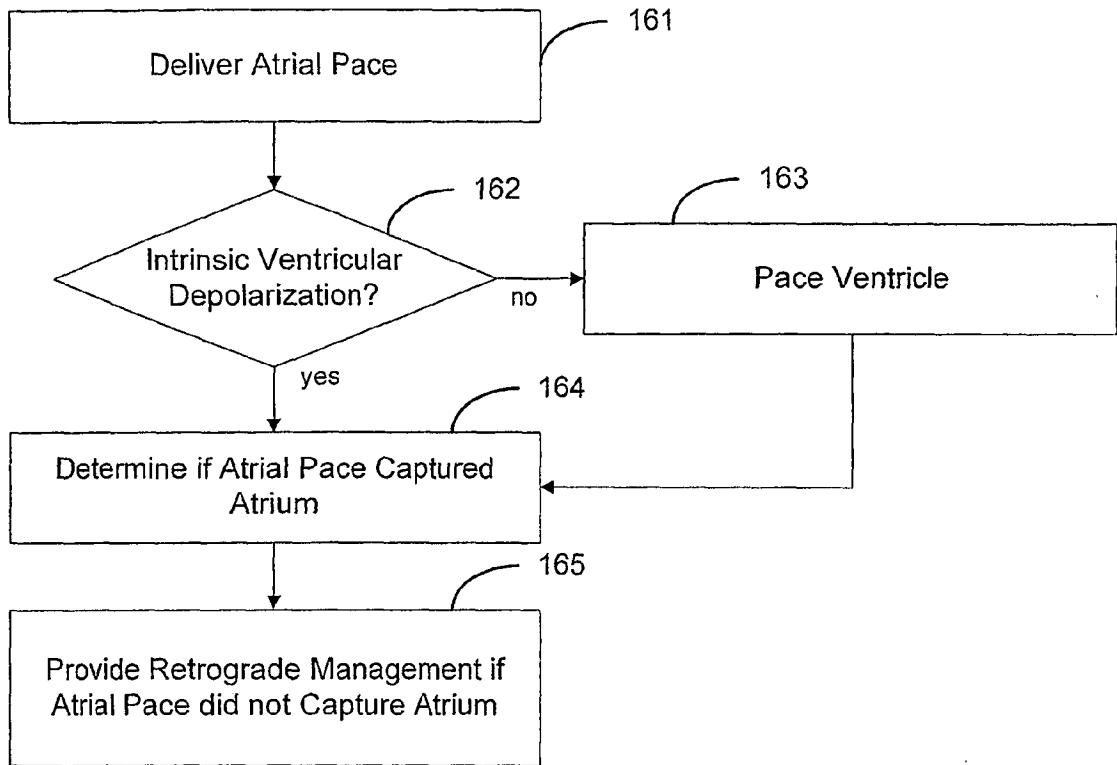 161
Deliver Atrial Pace
162
163
Intrinsic Ventricular
Depolarization?
no
Pace Ventricle
yes
164
Determine if Atrial Pace Captured
Atrium
165
Provide Retrograde Management if
Atrial Pace did not Capture Atrium